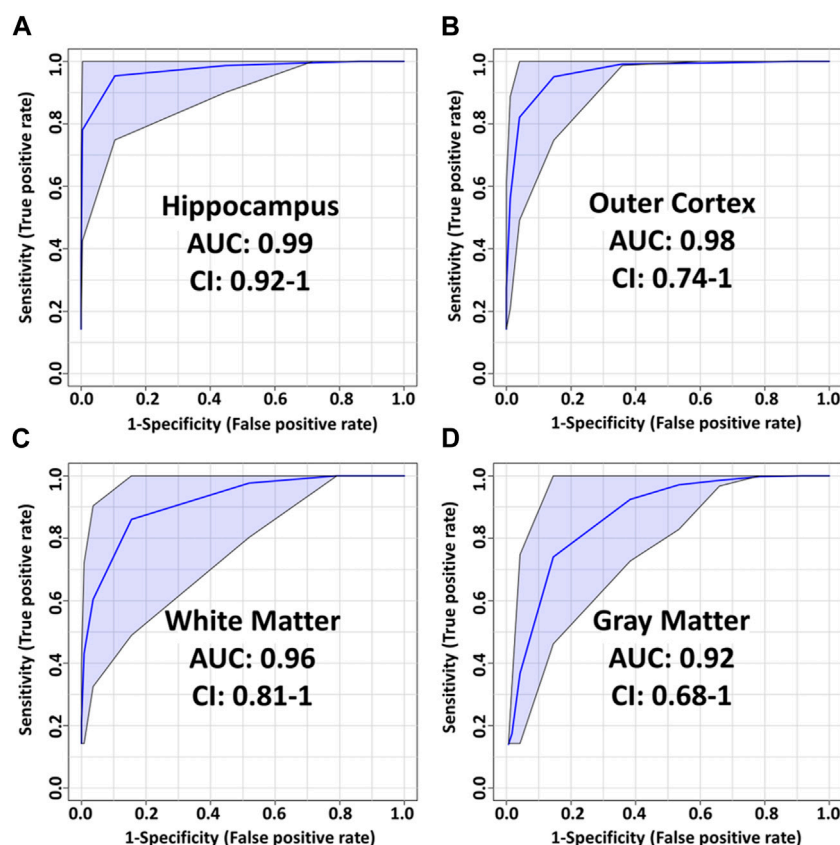 A
Sensitivity (True positive rate)
1.0
0.8
0.6
0.4
0.2
0.0
Hippocampus
AUC: 0.99
CI: 0.92-1
0.0 0.2 0.4 0.6 0.8 1.0
1-Specificity (False positive rate)
B
Sensitivity (True positive rate)
1.0
0.8
0.6
0.4
0.2
0.0
Outer Cortex
AUC: 0.98
CI: 0.74-1
0.0 0.2 0.4 0.6 0.8 1.0
1-Specificity (False positive rate)
C
Sensitivity (True positive rate)
1.0
0.8
0.6
0.4
0.2
0.0
White Matter
AUC: 0.96
CI: 0.81-1
0.0 0.2 0.4 0.6 0.8 1.0
1-Specificity (False positive rate)
D
Sensitivity (True positive rate)
1.0
0.8
0.6
0.4
0.2
0.0
Gray Matter
AUC: 0.92
CI: 0.68-1
0.0 0.2 0.4 0.6 0.8 1.0
1-Specificity (False positive rate)